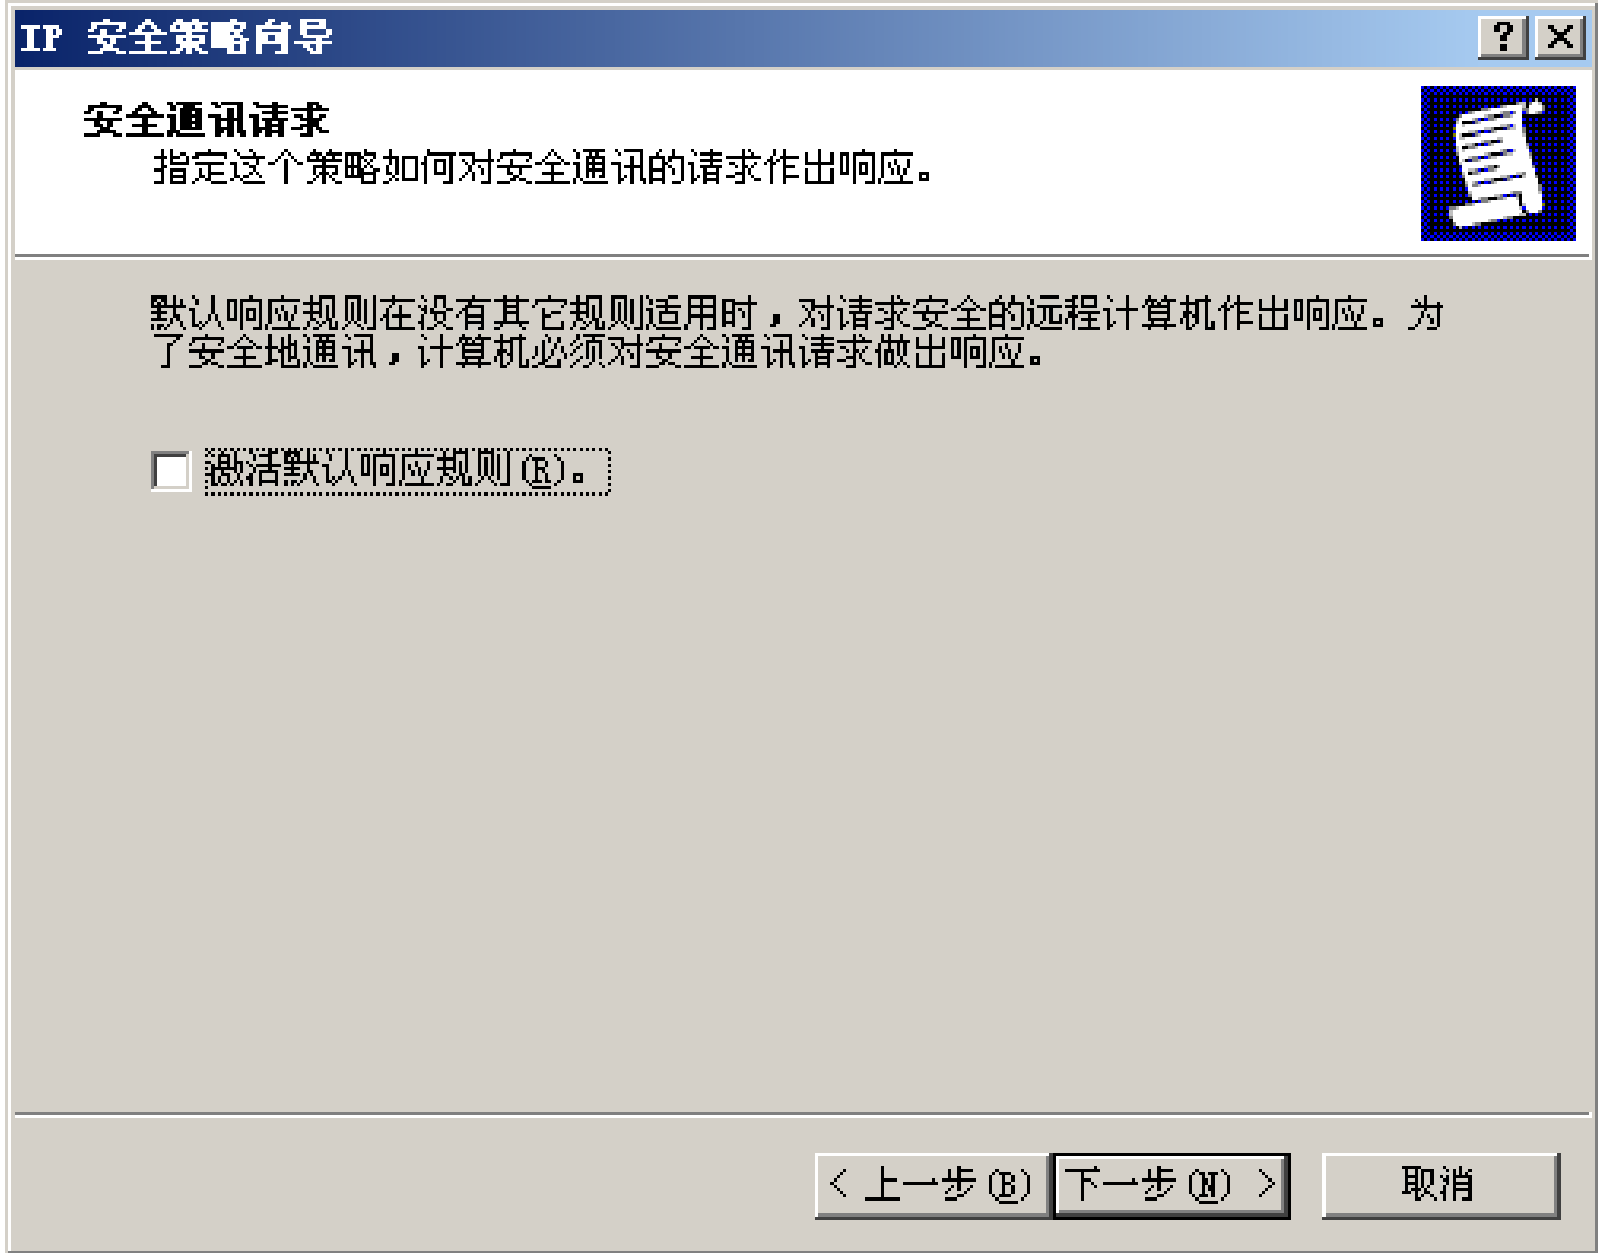 IP 安全策略向导
安全通讯请求
指定这个策略如何对安全通讯的请求作出响应。
默认响应规则在没有其它规则适用时，对请求安全的远程计算机作出响应。为
了安全地通讯，计算机必须对安全通讯请求做出响应。
激活默认响应规则(R)。
< 上一步(B) 下一步(N) > 取消